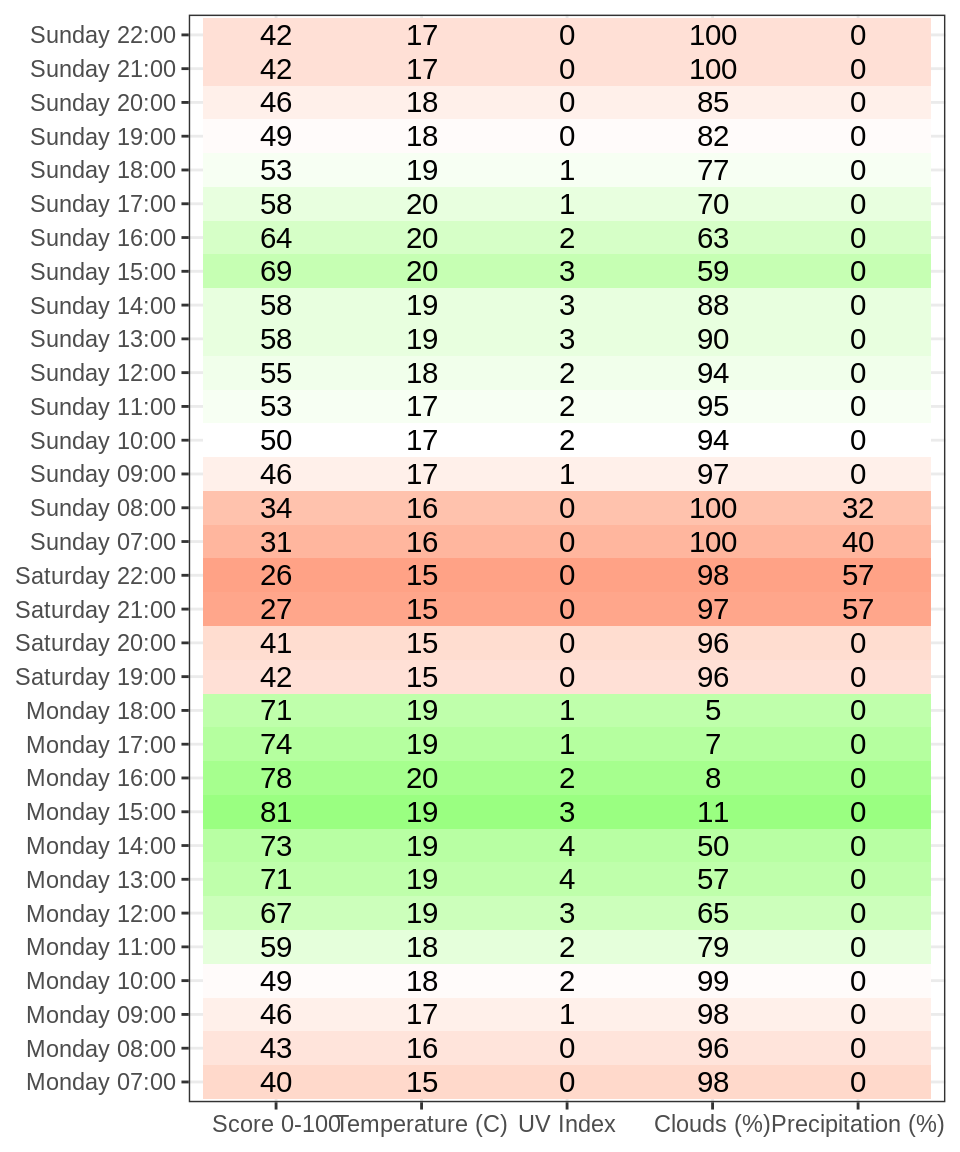 Sunday 22:00 42 17 0 100 0
Sunday 21:00 42 17 0 100 0
Sunday 20:00 46 18 0 85 0
Sunday 19:00 49 18 0 82 0
Sunday 18:00 53 19 1 77 0
Sunday 17:00 58 20 1 70 0
Sunday 16:00 64 20 2 63 0
Sunday 15:00 69 20 3 59 0
Sunday 14:00 58 19 3 88 0
Sunday 13:00 58 19 3 90 0
Sunday 12:00 55 18 2 94 0
Sunday 11:00 53 17 2 95 0
Sunday 10:00 50 17 2 94 0
Sunday 09:00 46 17 1 97 0
Sunday 08:00 34 16 0 100 32
Sunday 07:00 31 16 0 100 40
Saturday 22:00 26 15 0 98 57
Saturday 21:00 27 15 0 97 57
Saturday 20:00 41 15 0 96 0
Saturday 19:00 42 15 0 96 0
Monday 18:00 71 19 1 5 0
Monday 17:00 74 19 1 7 0
Monday 16:00 78 20 2 8 0
Monday 15:00 81 19 3 11 0
Monday 14:00 73 19 4 50 0
Monday 13:00 71 19 4 57 0
Monday 12:00 67 19 3 65 0
Monday 11:00 59 18 2 79 0
Monday 10:00 49 18 2 99 0
Monday 09:00 46 17 1 98 0
Monday 08:00 43 16 0 96 0
Monday 07:00 40 15 0 98 0
Score 0-100 Temperature (C) UV Index Clouds (%) Precipitation (%)